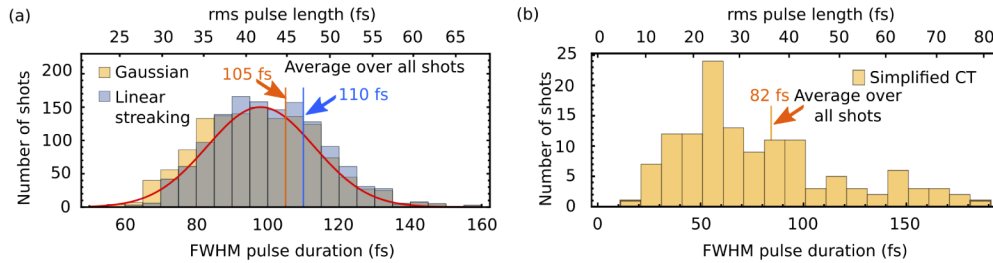 (a)
rms pulse length (fs)
25 30 35 40 45 50 55 60 65
Number of shots
200
150
100
50
0
Gaussian
Linear
streaking
105 fs
Average over all shots
110 fs
60 80 100 120 140 160
FWHM pulse duration (fs)
(b)
rms pulse length (fs)
0 10 20 30 40 50 60 70 80
Number of shots
25
20
15
10
5
0
Simplified CT
82 fs
Average over
all shots
0 50 100 150
FWHM pulse duration (fs)